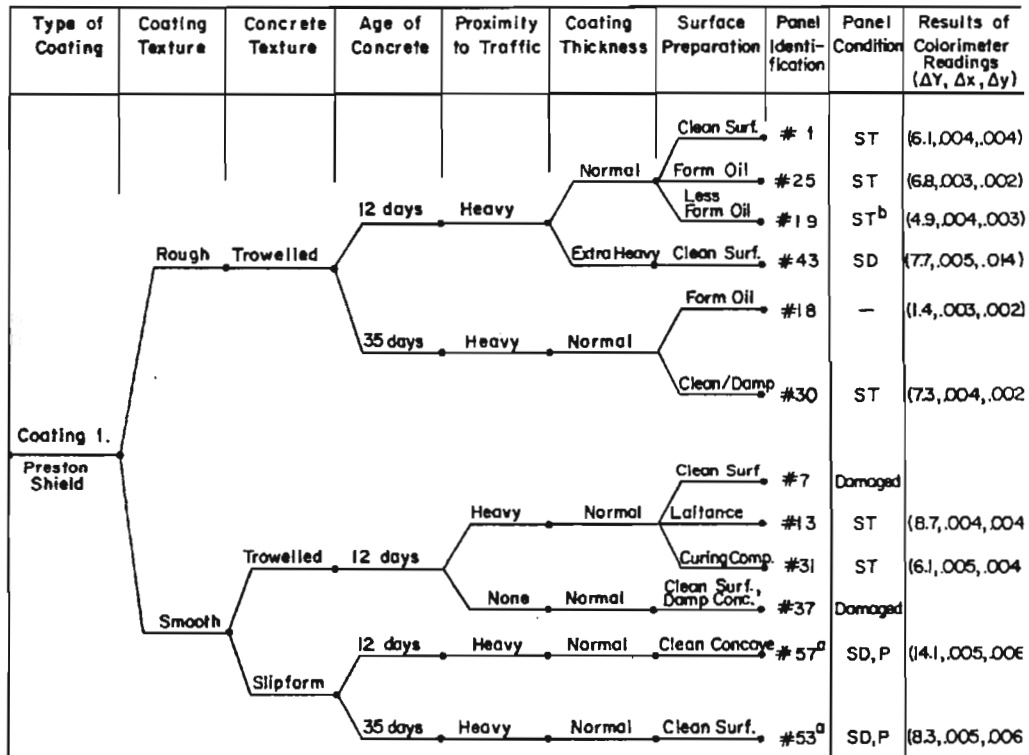 Type of Coating
Coating Texture
Concrete Texture
Age of Concrete
Proximity to Traffic
Coating Thickness
Surface Preparation
Panel Identi-fication
Panel Condition
Results of Colorimeter Readings (ΔY, Δx, Δy)
Clean Surf. #1 ST (6.1,.004,.004)
Normal Form Oil #25 ST (6.8,.003,.002)
12 days Heavy Less Form Oil #19 STᵇ (4.9,.004,.003)
Rough Trowelled Extra Heavy Clean Surf. #43 SD (7.7,.005,.014)
Form Oil #18 — (1.4,.003,.002)
35 days Heavy Normal
Clean/Damp #30 ST (7.3,.004,.002
Coating 1.
Preston Shield
Clean Surf #7 Damaged
Heavy Normal Laitance #13 ST (8.7,.004,.004
Trowelled 12 days Curing Comp. #31 ST (6.1,.005,.004
None Normal Clean Surf., Damp Conc. #37 Damaged
Smooth
12 days Heavy Normal Clean Concave #57ᵃ SD, P (14.1,.005,.006
Slipform
35 days Heavy Normal Clean Surf. #53ᵃ SD, P (8.3,.005,.006